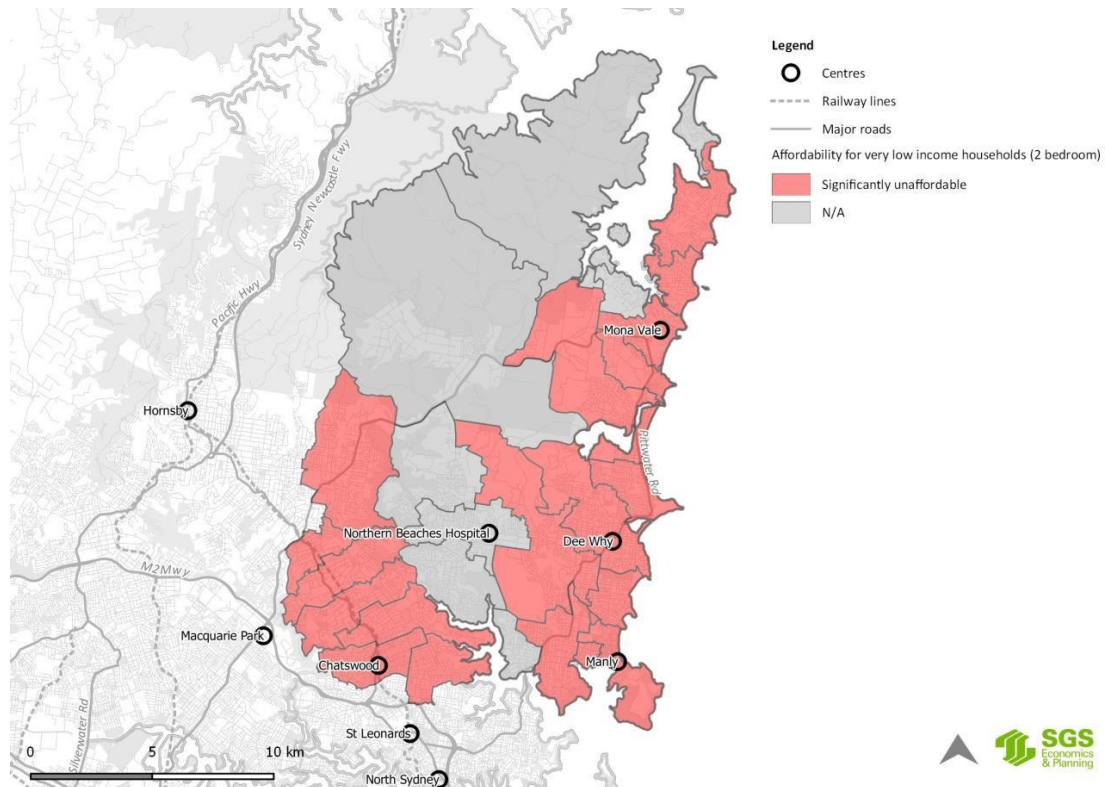 Legend
Centres
Railway lines
Major roads
Affordability for very low income households (2 bedroom)
Significantly unaffordable
N/A
Sydney Newcastle Fwy
Pacific Hwy
Mona Vale
Hornsby
Pittwater Rd
Northern Beaches Hospital
Dee Why
M2Mwy
Macquarie Park
Chatswood
Manly
St Leonards
Silverwater Rd
North Sydney
0 5 10 km
SGS
Economics
& Planning